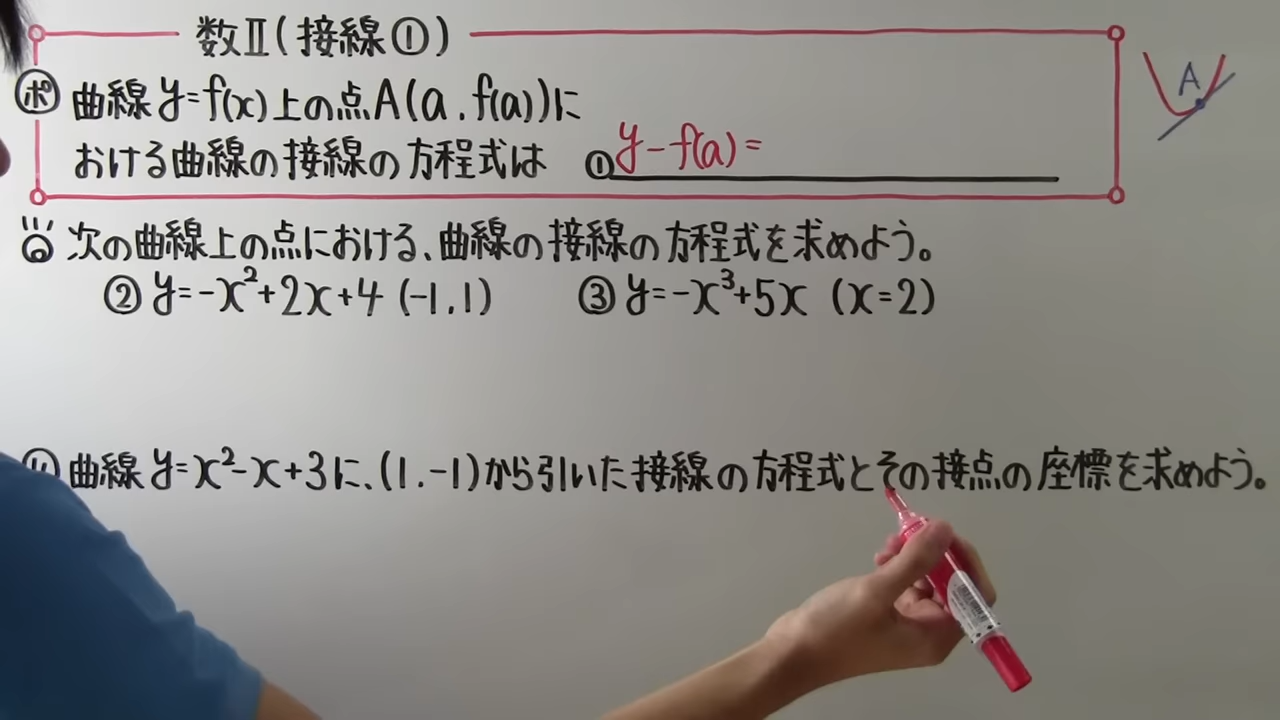 数Ⅱ(接線①)
ポ 曲線y=f(x)上の点A(a,f(a))に
おける曲線の接線の方程式は ①y-f(a)=
A
次の曲線上の点における、曲線の接線の方程式を求めよう。
②y=-x²+2x+4 (-1,1) ③y=-x³+5x (x=2)
④曲線y=x²-x+3に、(1,-1)から引いた接線の方程式とその接点の座標を求めよう。